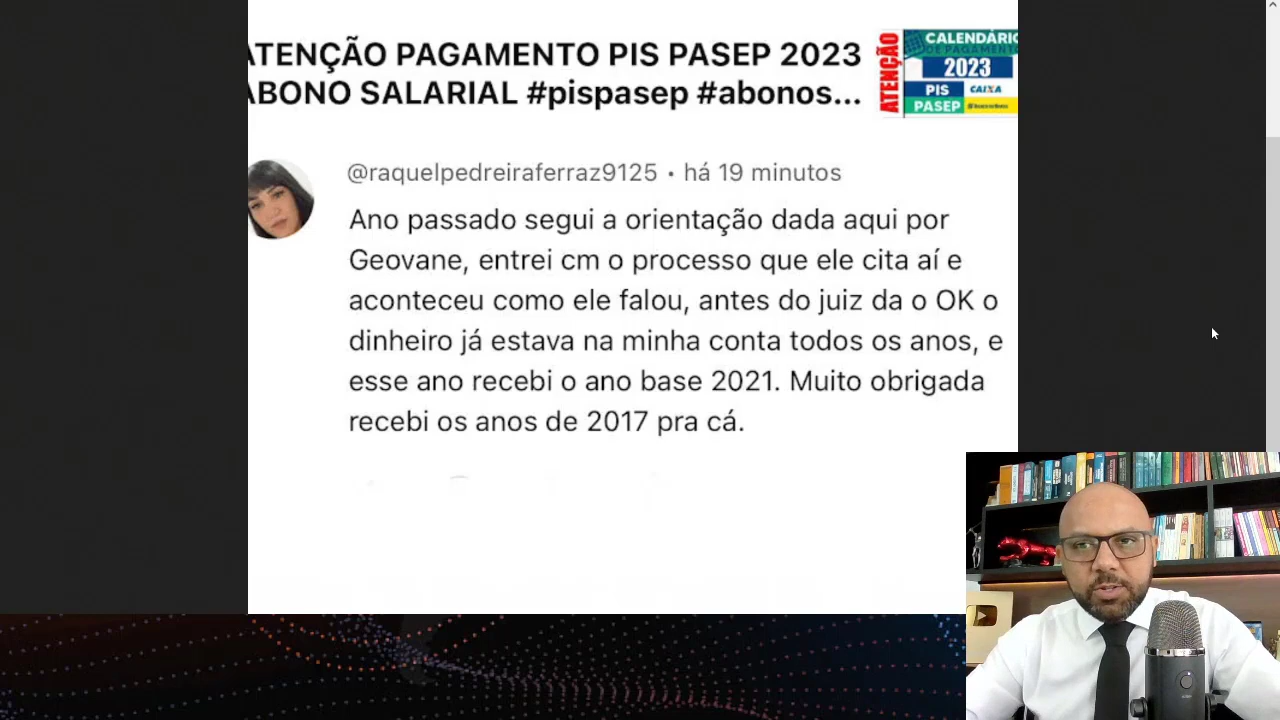 ATENÇÃO PAGAMENTO PIS PASEP 2023
ABONO SALARIAL #pispasep #abonos...
ATENÇÃO
CALENDÁRIO
DE PAGAMENTO
2023
PIS
CAIXA
PASEP
@raquelpedreiraferraz9125 • há 19 minutos
Ano passado segui a orientação dada aqui por
Geovane, entrei cm o processo que ele cita aí e
aconteceu como ele falou, antes do juiz da o OK o
dinheiro já estava na minha conta todos os anos, e
esse ano recebi o ano base 2021. Muito obrigada
recebi os anos de 2017 pra cá.